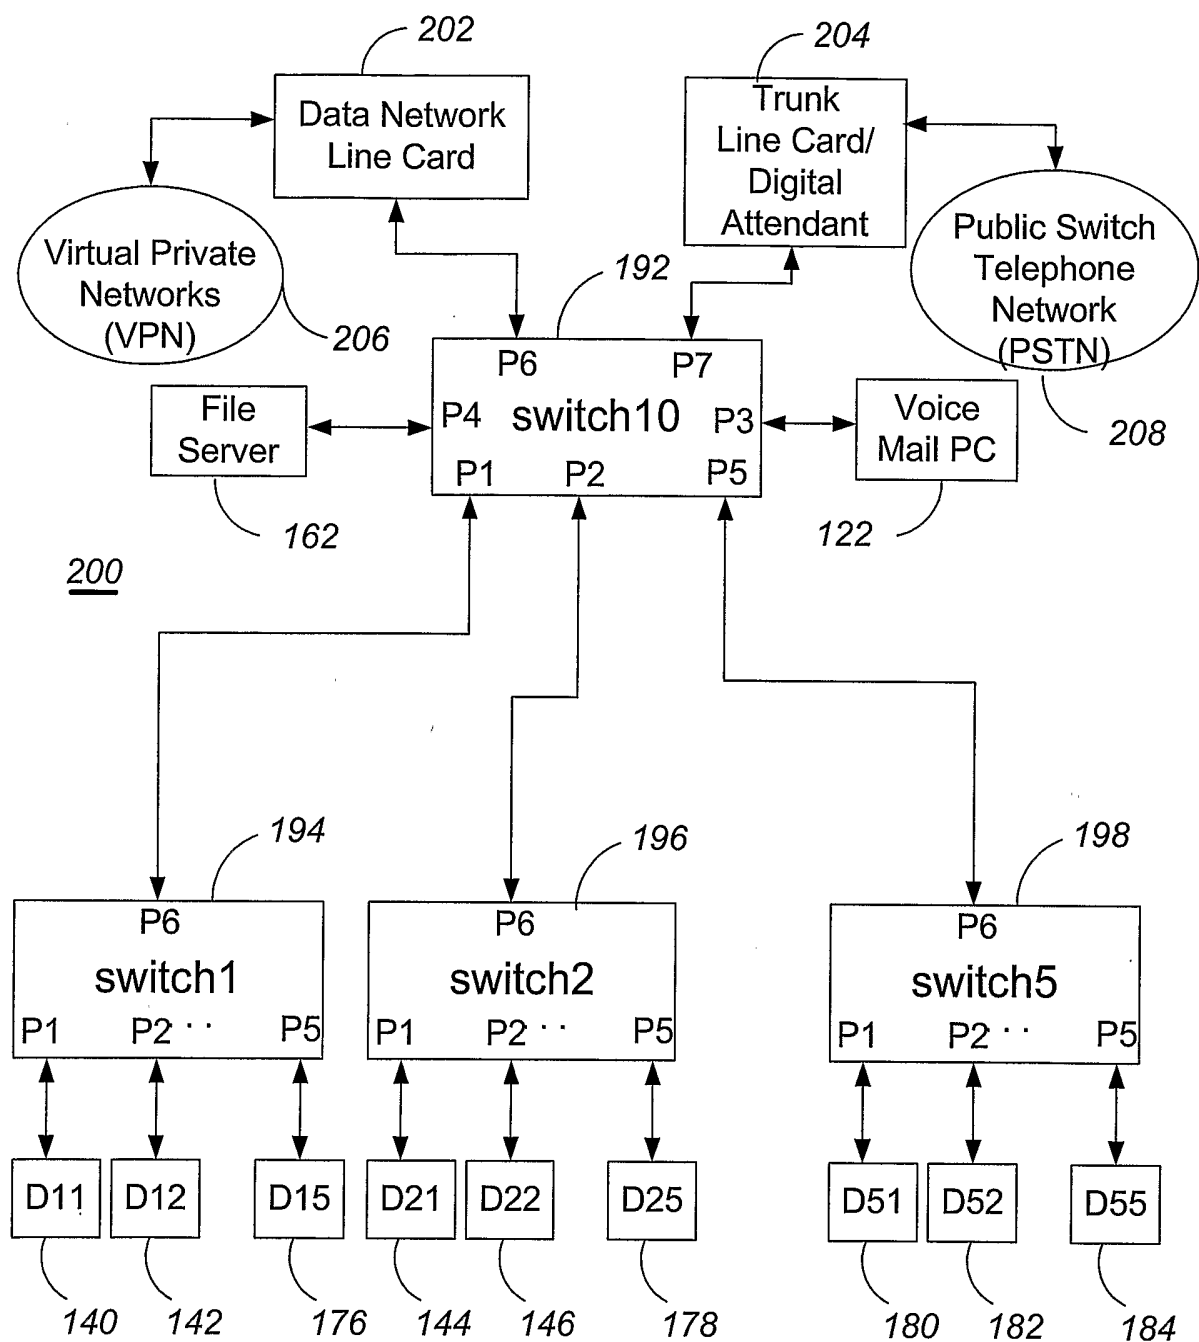 202
204
Data Network
Line Card
Trunk
Line Card/
Digital
Attendant
Virtual Private
Networks
(VPN)
206
192
Public Switch
Telephone
Network
(PSTN)
208
File
Server
162
P6
P7
P4
switch10
P3
P1
P2
P5
Voice
Mail PC
122
200
194
196
198
P6
switch1
P1
P2 ··
P5
P6
switch2
P1
P2 ··
P5
P6
switch5
P1
P2 ··
P5
D11
D12
D15
D21
D22
D25
D51
D52
D55
140
142
176
144
146
178
180
182
184